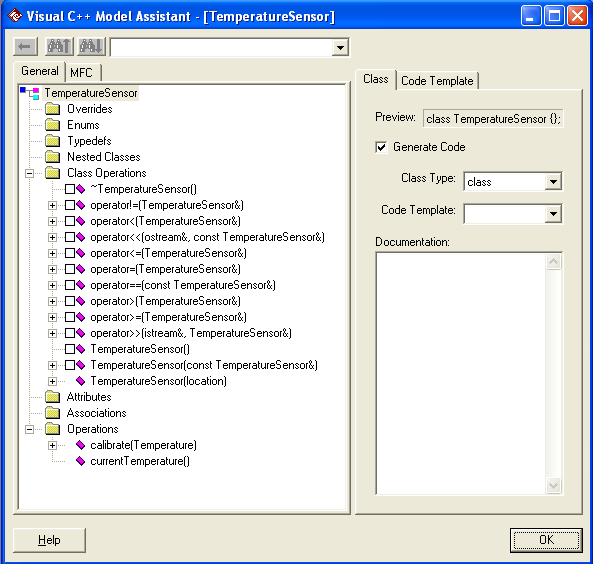 Visual C++ Model Assistant - [TemperatureSensor]
General
MFC
TemperatureSensor
Overrides
Enums
Typedefs
Nested Classes
Class Operations
~TemperatureSensor()
operator!=(TemperatureSensor&)
operator<(TemperatureSensor&)
operator<<(ostream&, const TemperatureSensor&)
operator<=(TemperatureSensor&)
operator=(TemperatureSensor&)
operator==(const TemperatureSensor&)
operator>(TemperatureSensor&)
operator>=(TemperatureSensor&)
operator>>(istream&, TemperatureSensor&)
TemperatureSensor()
TemperatureSensor(const TemperatureSensor&)
TemperatureSensor(location)
Attributes
Associations
Operations
calibrate(Temperature)
currentTemperature()
Class
Code Template
Preview: class TemperatureSensor {};
Generate Code
Class Type: class
Code Template:
Documentation:
Help
OK